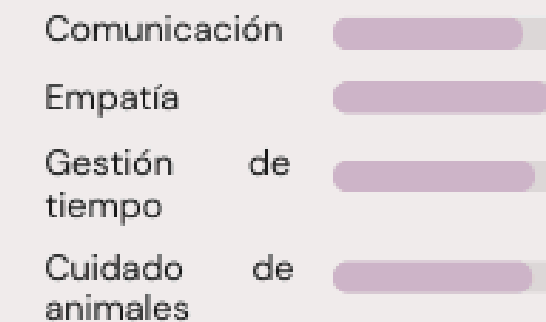 Comunicación
Empatía
Gestión de
tiempo
Cuidado de
animales